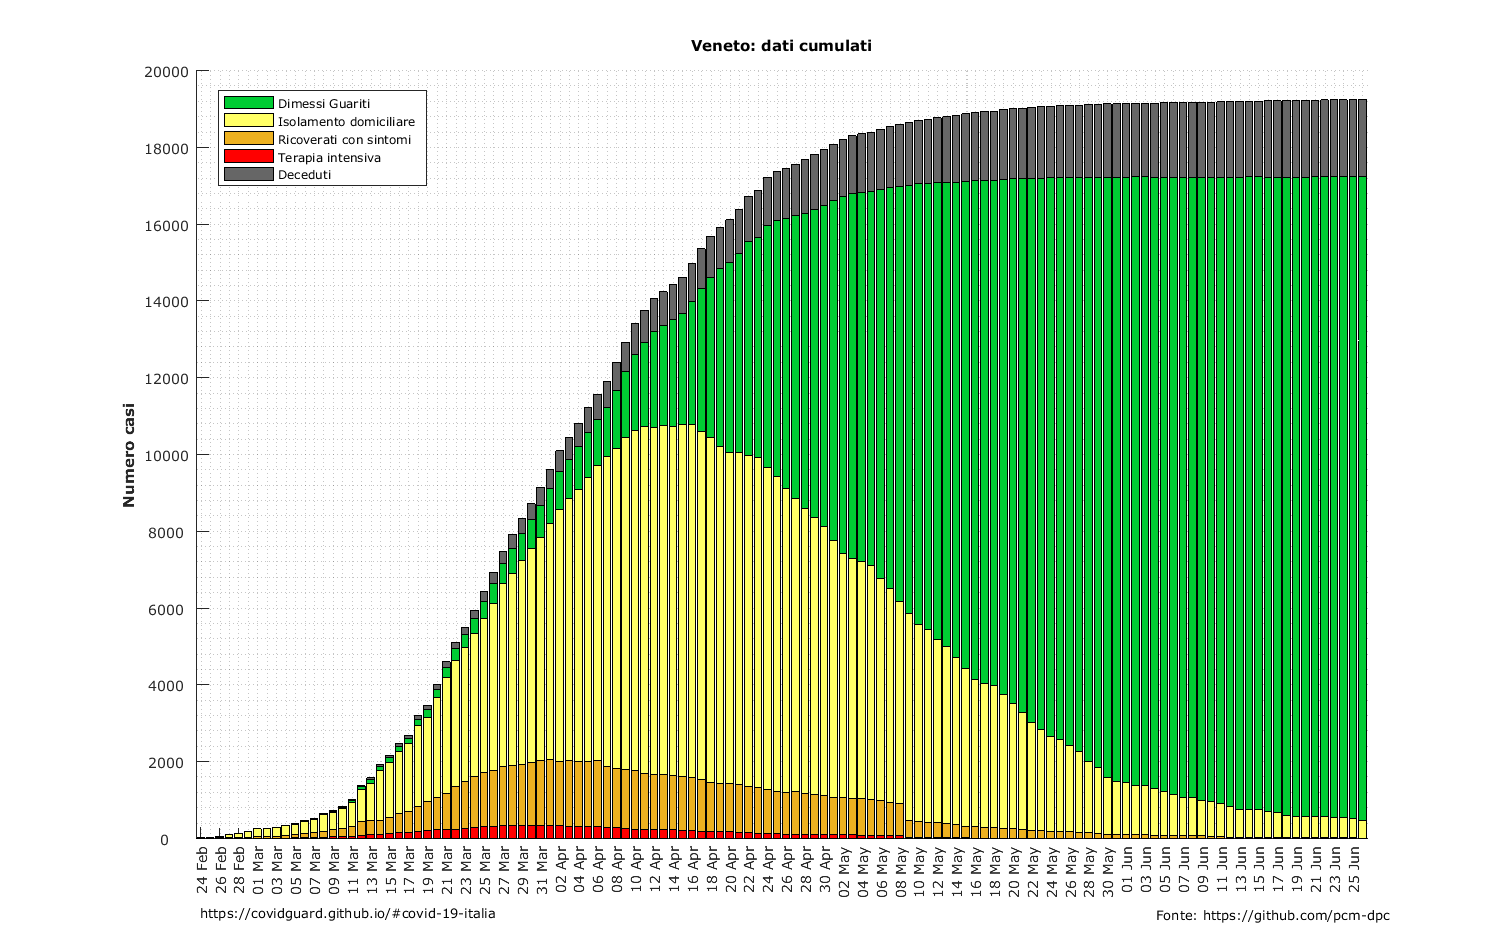 Veneto: dati cumulati
Numero casi
20000
18000
16000
14000
12000
10000
8000
6000
4000
2000
0
Dimessi Guariti
Isolamento domiciliare
Ricoverati con sintomi
Terapia intensiva
Deceduti
24 Feb
26 Feb
28 Feb
01 Mar
03 Mar
05 Mar
07 Mar
09 Mar
11 Mar
13 Mar
15 Mar
17 Mar
19 Mar
21 Mar
23 Mar
25 Mar
27 Mar
29 Mar
31 Mar
02 Apr
04 Apr
06 Apr
08 Apr
10 Apr
12 Apr
14 Apr
16 Apr
18 Apr
20 Apr
22 Apr
24 Apr
26 Apr
28 Apr
30 Apr
02 May
04 May
06 May
08 May
10 May
12 May
14 May
16 May
18 May
20 May
22 May
24 May
26 May
28 May
30 May
01 Jun
03 Jun
05 Jun
07 Jun
09 Jun
11 Jun
13 Jun
15 Jun
17 Jun
19 Jun
21 Jun
23 Jun
25 Jun
https://covidguard.github.io/#covid-19-italia
Fonte: https://github.com/pcm-dpc